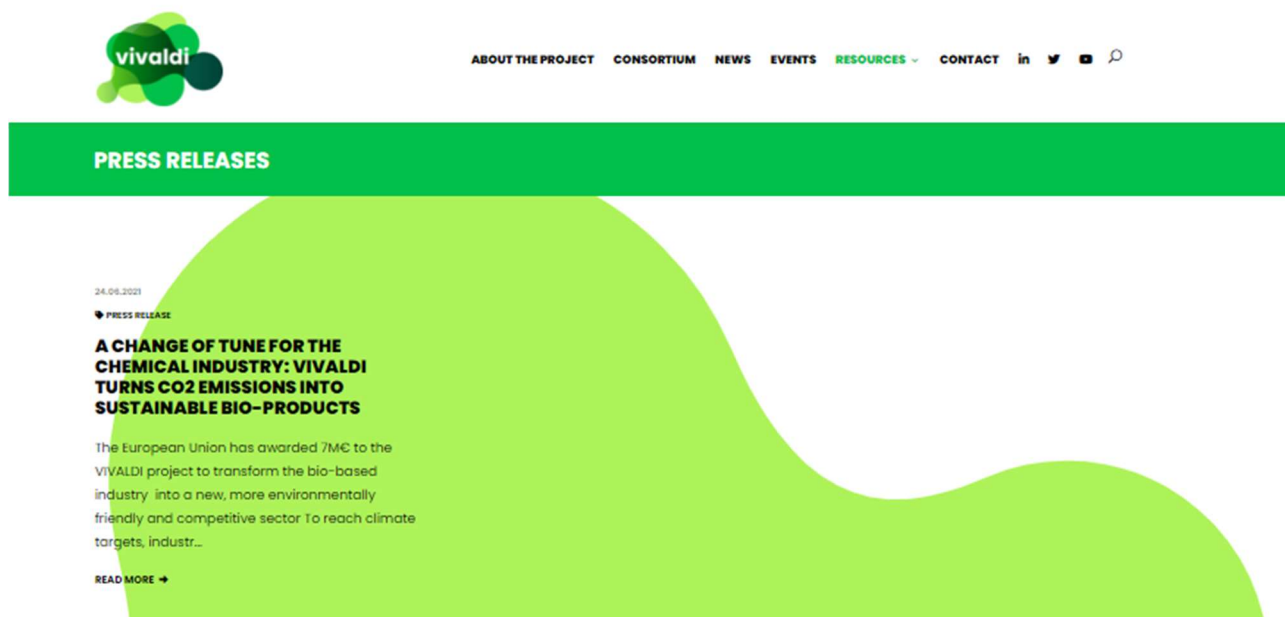 vivaldi
ABOUT THE PROJECT CONSORTIUM NEWS EVENTS RESOURCES CONTACT in
PRESS RELEASES
24.06.2021
PRESS RELEASE
A CHANGE OF TUNE FOR THE
CHEMICAL INDUSTRY: VIVALDI
TURNS CO2 EMISSIONS INTO
SUSTAINABLE BIO-PRODUCTS
The European Union has awarded 7M€ to the
VIVALDI project to transform the bio-based
industry into a new, more environmentally
friendly and competitive sector To reach climate
targets, industr...
READ MORE →